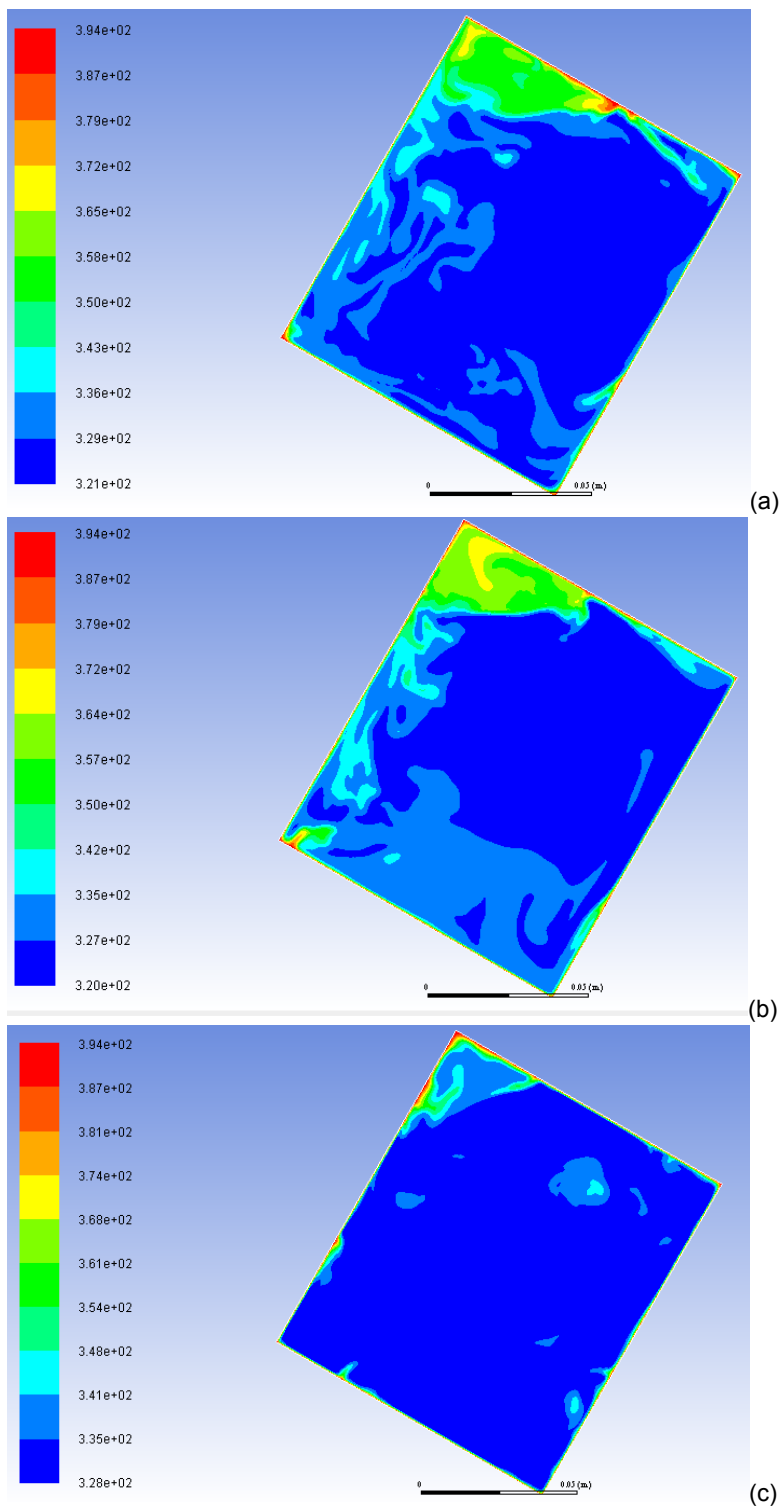 3.94e+02
3.87e+02
3.79e+02
3.72e+02
3.65e+02
3.58e+02
3.50e+02
3.43e+02
3.36e+02
3.29e+02
3.21e+02
0 0.05 (m)
(a)
3.94e+02
3.87e+02
3.79e+02
3.72e+02
3.64e+02
3.57e+02
3.50e+02
3.42e+02
3.35e+02
3.27e+02
3.20e+02
0 0.05 (m)
(b)
3.94e+02
3.87e+02
3.81e+02
3.74e+02
3.68e+02
3.61e+02
3.54e+02
3.48e+02
3.41e+02
3.35e+02
3.28e+02
0 0.05 (m)
(c)